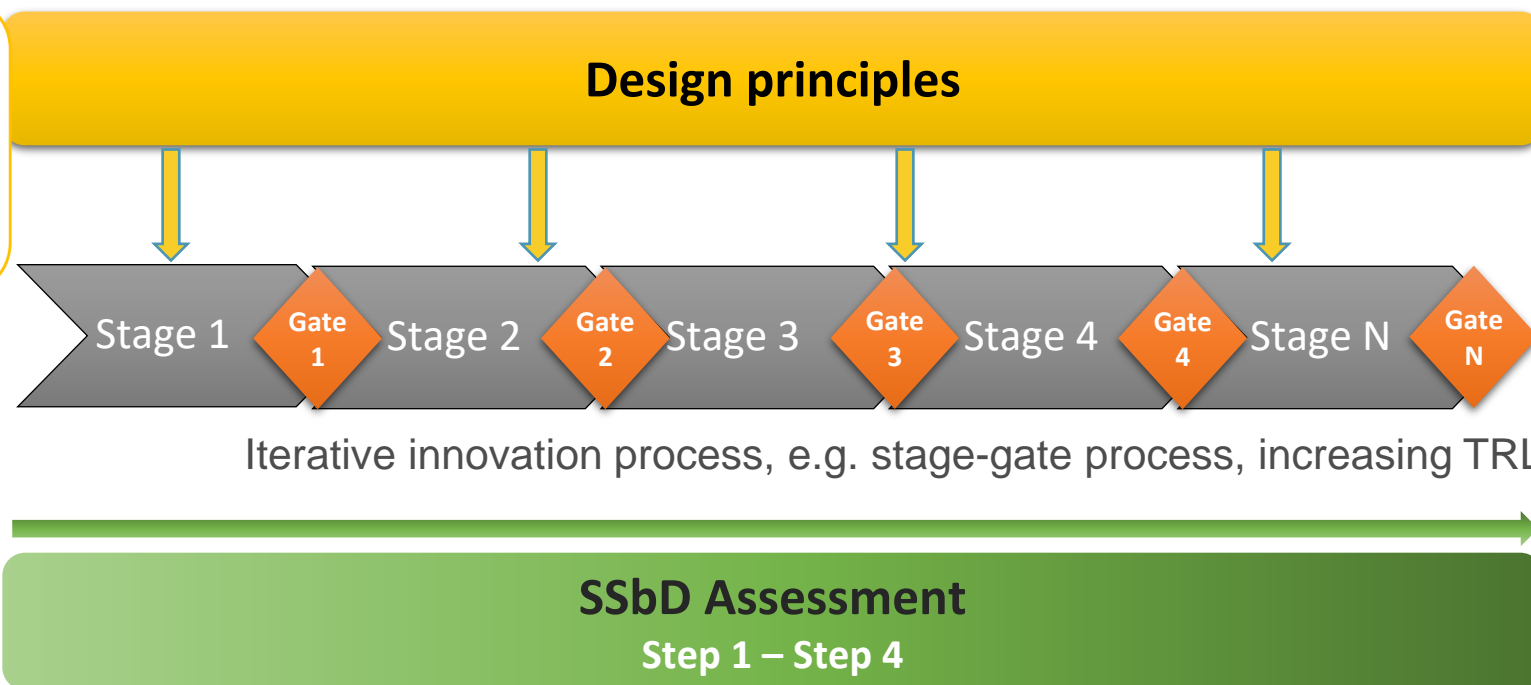 Design principles
Stage 1
Gate
1
Stage 2
Gate
2
Stage 3
Gate
3
Stage 4
Gate
4
Stage N
Gate
N
Iterative innovation process, e.g. stage-gate process, increasing TRL
SSbD Assessment
Step 1 – Step 4